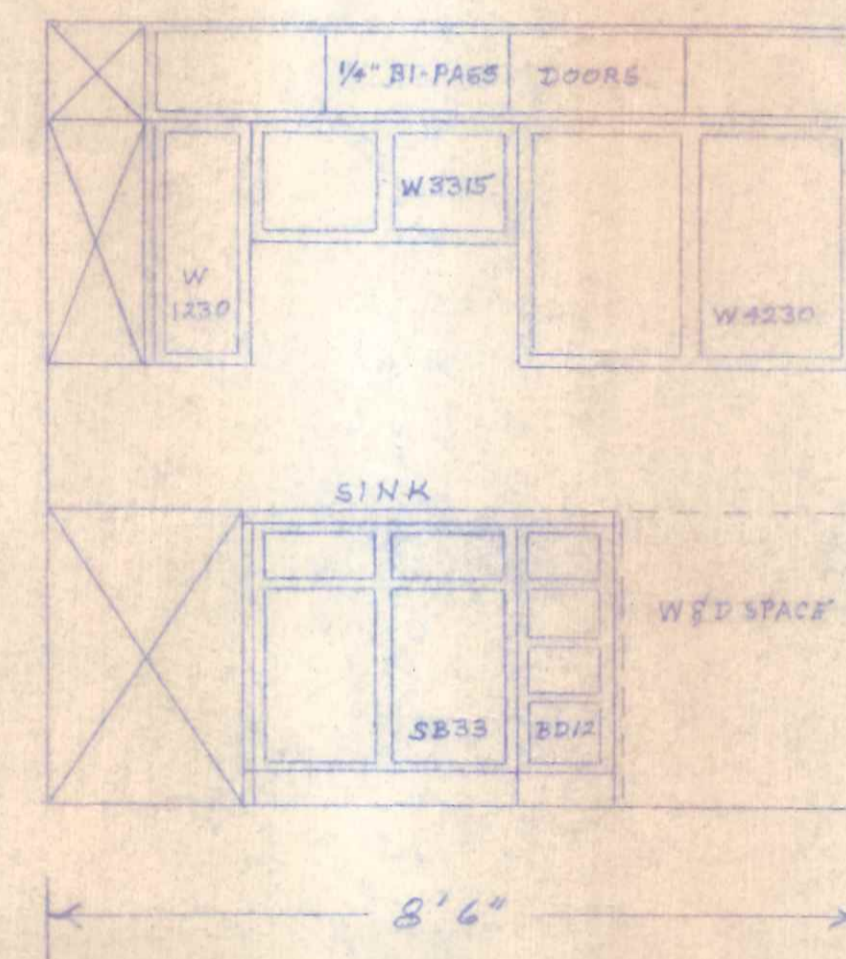 1/4" BI-PASS DOORS
W3315
W
1230
W4230
SINK
W&D SPACE
SB33
BD12
8'6"